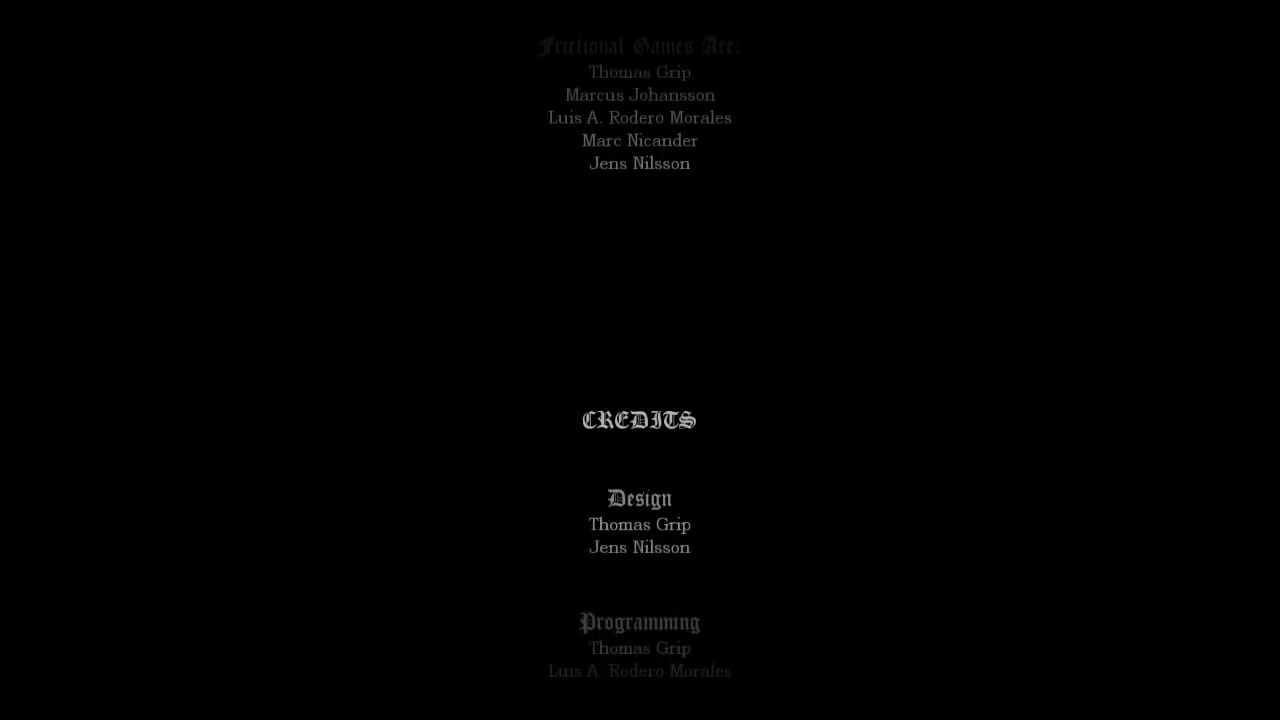 Frictional Games Are:
Thomas Grip
Marcus Johansson
Luis A. Rodero Morales
Marc Nicander
Jens Nilsson
CREDITS
Design
Thomas Grip
Jens Nilsson
Programming
Thomas Grip
Luis A. Rodero Morales